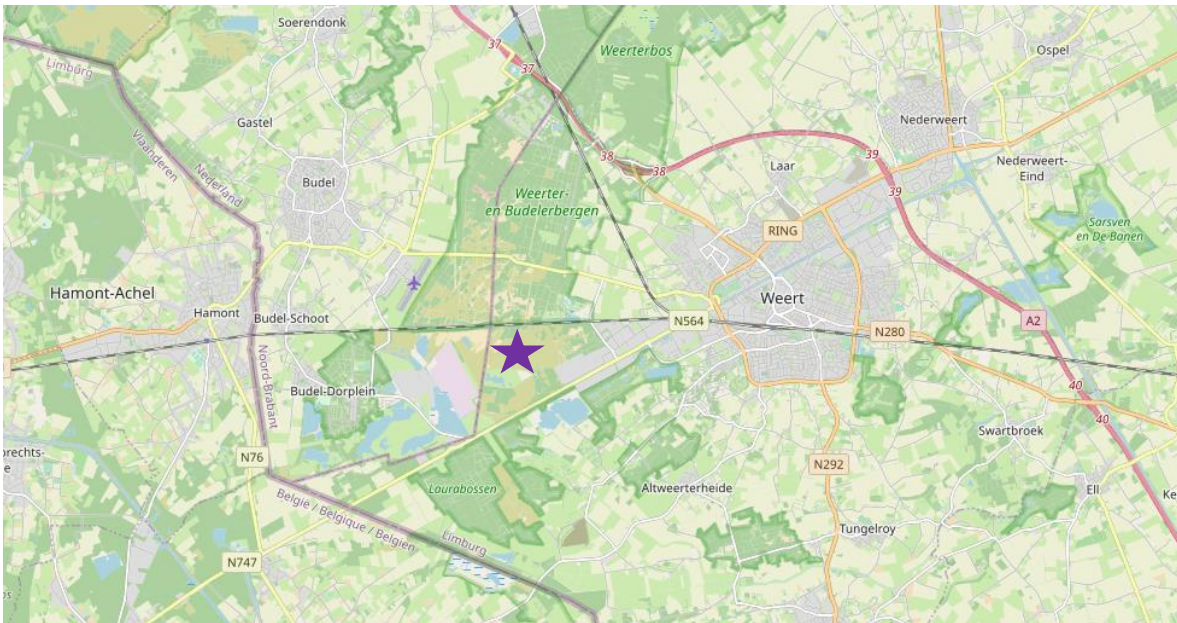 Soerendonk
Weerterbos
Ospel
37
37
Limburg
Gastel
Vlaanderen
Nederland
Nederweert
38
38
39
Laar
Nederweert-
Eind
Budel
39
Weerter-
en Budelerbergen
RING
Sarsven
en De Banen
Hamont-Achel
Weert
Hamont
Budel-Schoot
N564
N280
A2
Noord-Brabant
Budel-Dorplein
40
40
Swartbroek
N76
N292
Laurabossen
Altweerterheide
Ell
België / Belgique / Belgien
Limburg
Tungelroy
N747